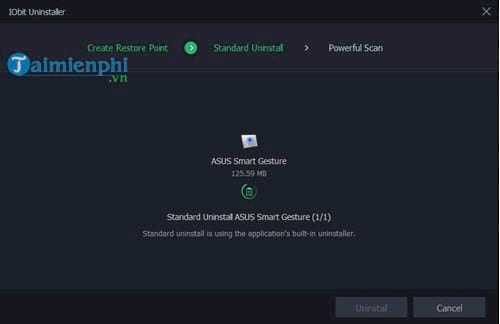 IObit Uninstaller
Create Restore Point Standard Uninstall Powerful Scan
Taimlenphi
.vn
ASUS Smart Gesture
125.59 MB
Standard Uninstall ASUS Smart Gesture (1/1)
Standard uninstall is using the application's built-in uninstaller.
Uninstall Cancel